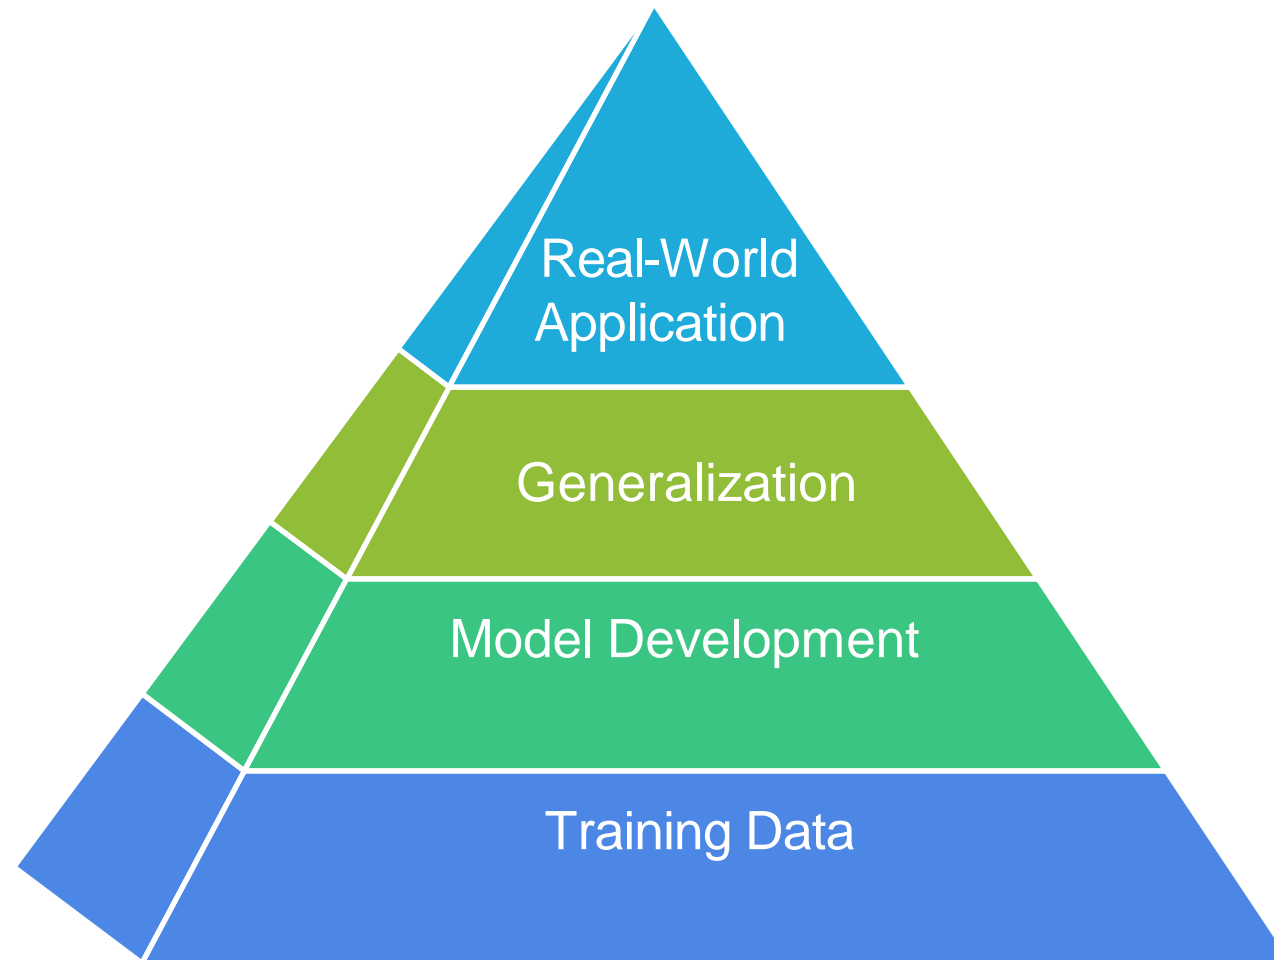 Real-World
Application
Generalization
Model Development
Training Data